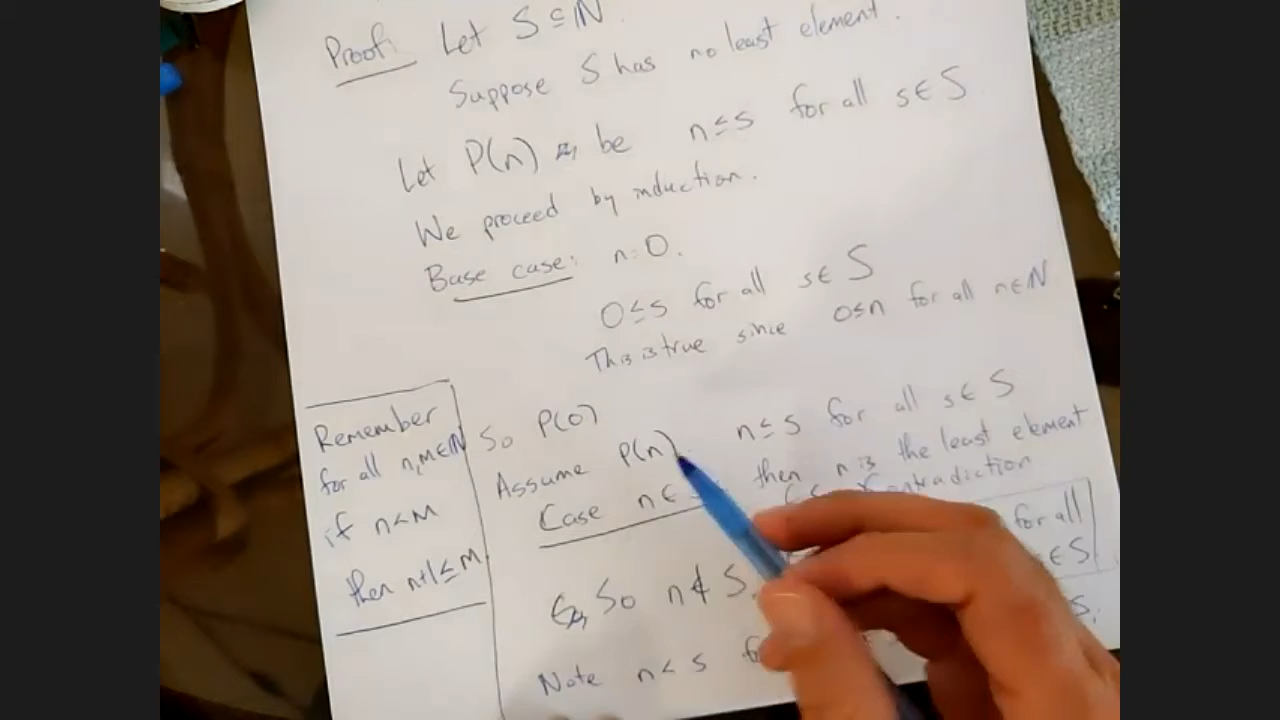 Proof: Let S ⊆ ℕ.
Suppose S has no least element.
Let P(n) be n ≤ s for all s ∈ S
We proceed by induction.
Base case: n = 0.
0 ≤ s for all s ∈ S
This is true since 0 ≤ n for all n ∈ ℕ
So P(0)
Assume P(n) n ≤ s for all s ∈ S
Case n ∈ then n is the least element
Contradiction
for all
∈ S
So n ∉ S.
s.
Note n < s
Remember
for all n, m ∈ ℕ
if n < m
then n+1 ≤ m